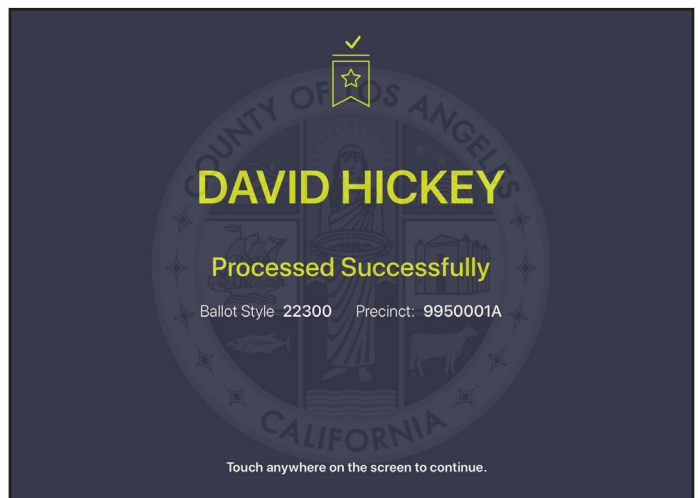 COUNTY OF LOS ANGELES
DAVID HICKEY
Processed Successfully
Ballot Style 22300 Precinct: 9950001A
CALIFORNIA
Touch anywhere on the screen to continue.